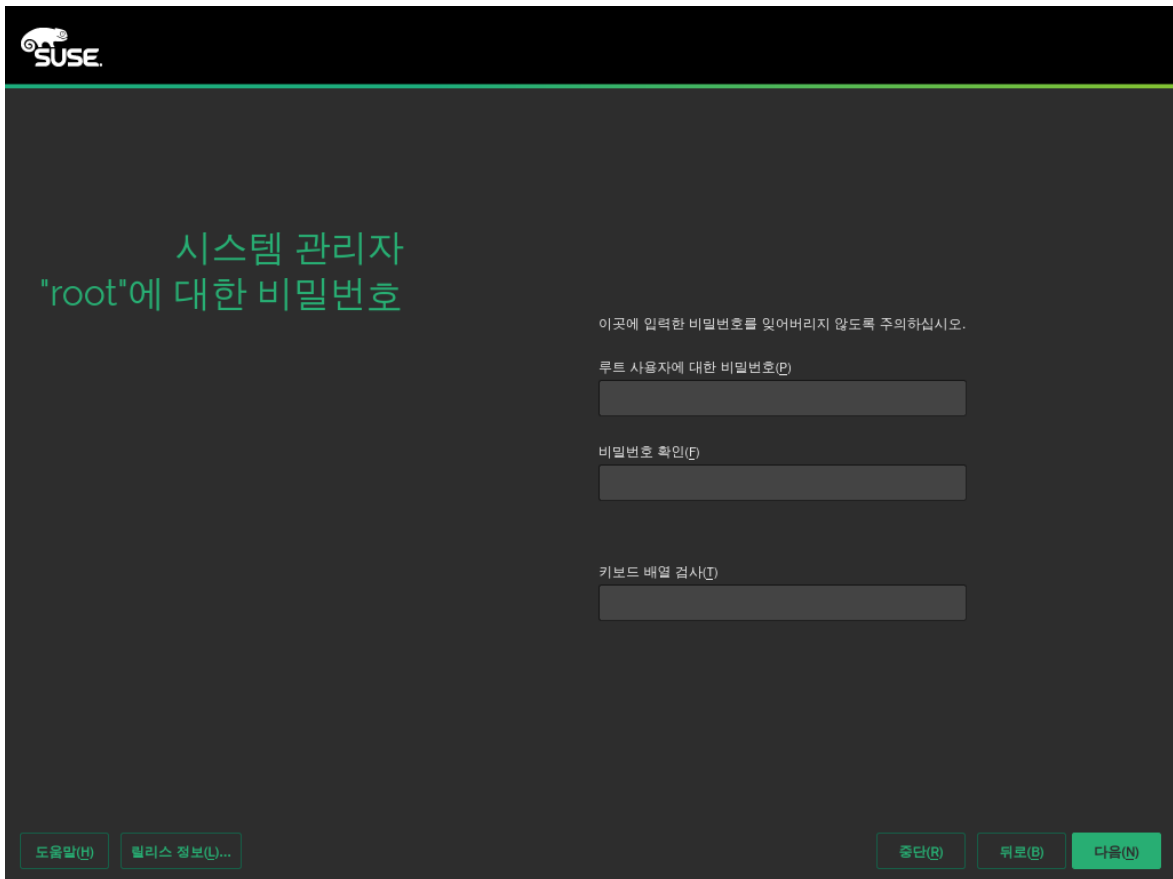 SUSE.
시스템 관리자
"root"에 대한 비밀번호
이곳에 입력한 비밀번호를 잊어버리지 않도록 주의하십시오.
루트 사용자에 대한 비밀번호(P)
비밀번호 확인(F)
키보드 배열 검사(T)
도움말(H) 릴리스 정보(L)... 중단(R) 뒤로(B) 다음(N)